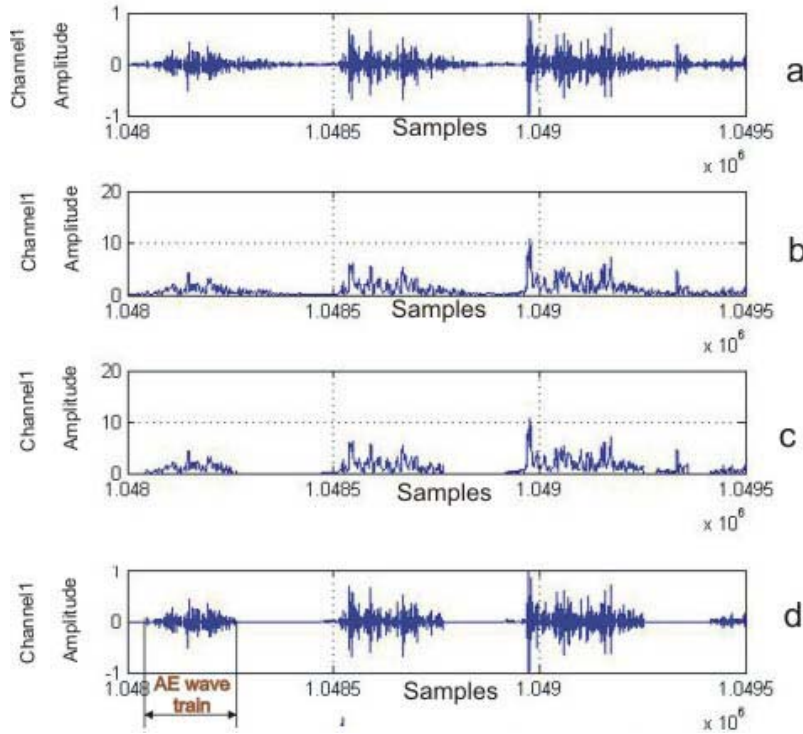 Channel1
Amplitude
1
0
-1
1.048
1.0485
Samples
1.049
1.0495
x 10^6
a
Channel1
Amplitude
20
10
0
1.048
1.0485
Samples
1.049
1.0495
x 10^6
b
Channel1
Amplitude
20
10
0
1.048
1.0485
Samples
1.049
1.0495
x 10^6
c
Channel1
Amplitude
1
0
-1
1.048
1.0485
Samples
1.049
1.0495
x 10^6
d
AE wave
train